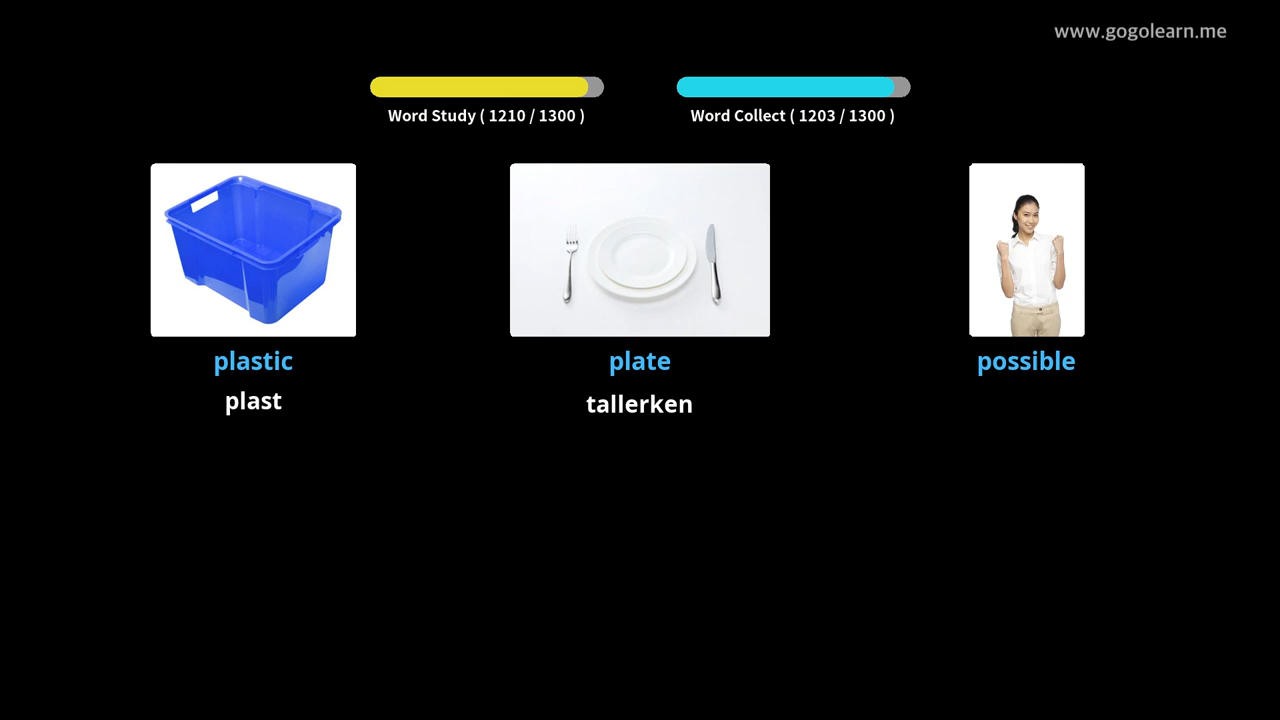 www.gogolearn.me
Word Study ( 1210 / 1300 )
Word Collect ( 1203 / 1300 )
plastic
plate
possible
plast
tallerken